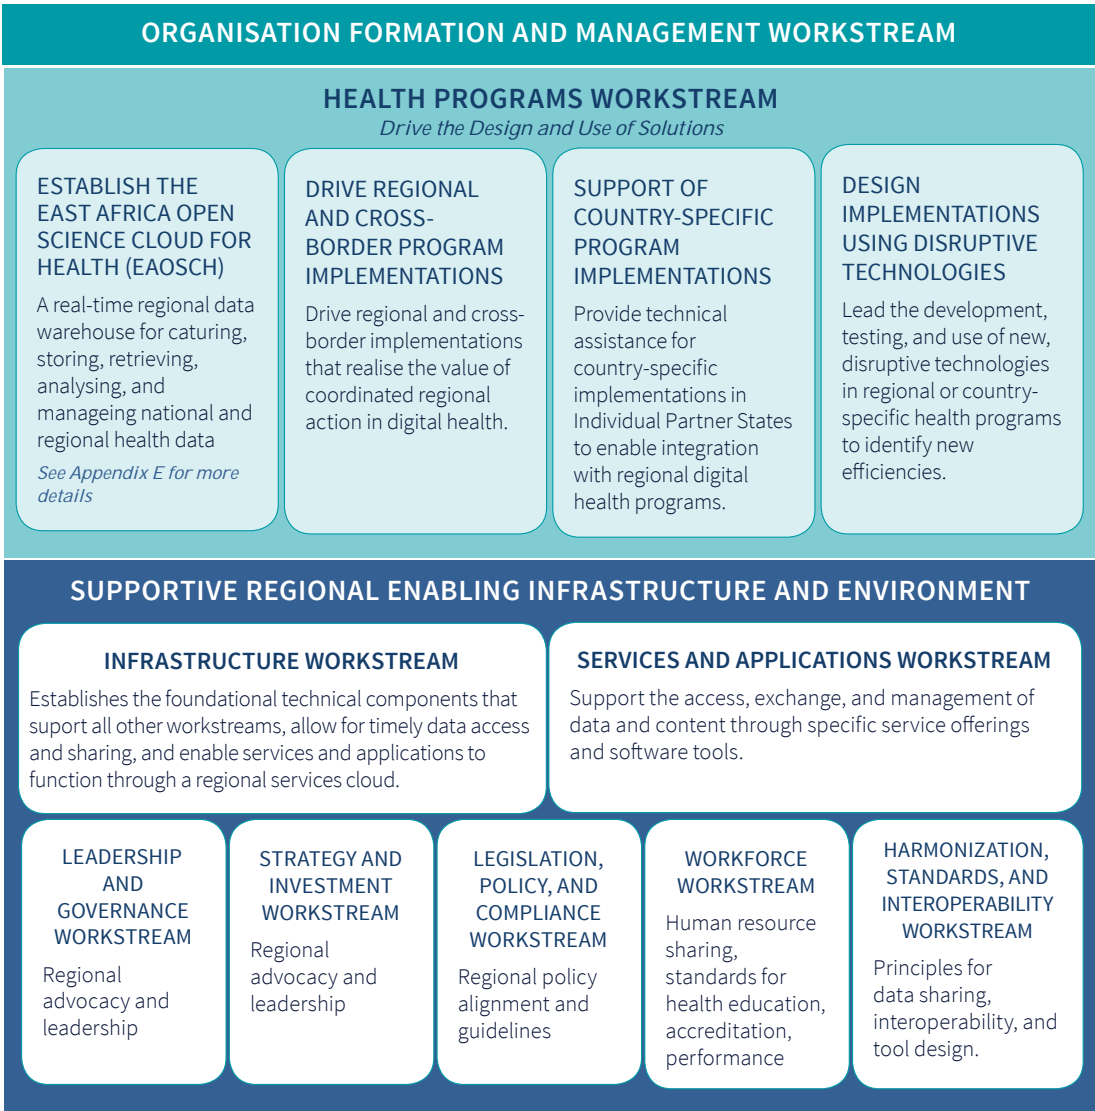 ORGANISATION FORMATION AND MANAGEMENT WORKSTREAM
HEALTH PROGRAMS WORKSTREAM
Drive the Design and Use of Solutions
ESTABLISH THE
EAST AFRICA OPEN
SCIENCE CLOUD FOR
HEALTH (EAOSCH)
A real-time regional data
warehouse for caturing,
storing, retrieving,
analysing, and
manageing national and
regional health data
See Appendix E for more
details
DRIVE REGIONAL
AND CROSS-
BORDER PROGRAM
IMPLEMENTATIONS
Drive regional and cross-
border implementations
that realise the value of
coordinated regional
action in digital health.
SUPPORT OF
COUNTRY-SPECIFIC
PROGRAM
IMPLEMENTATIONS
Provide technical
assistance for
country-specific
implementations in
Individual Partner States
to enable integration
with regional digital
health programs.
DESIGN
IMPLEMENTATIONS
USING DISRUPTIVE
TECHNOLOGIES
Lead the development,
testing, and use of new,
disruptive technologies
in regional or country-
specific health programs
to identify new
efficiencies.
SUPPORTIVE REGIONAL ENABLING INFRASTRUCTURE AND ENVIRONMENT
INFRASTRUCTURE WORKSTREAM
Establishes the foundational technical components that
suport all other workstreams, allow for timely data access
and sharing, and enable services and applications to
function through a regional services cloud.
SERVICES AND APPLICATIONS WORKSTREAM
Support the access, exchange, and management of
data and content through specific service offerings
and software tools.
LEADERSHIP
AND
GOVERNANCE
WORKSTREAM
Regional
advocacy and
leadership
STRATEGY AND
INVESTMENT
WORKSTREAM
Regional
advocacy and
leadership
LEGISLATION,
POLICY, AND
COMPLIANCE
WORKSTREAM
Regional policy
alignment and
guidelines
WORKFORCE
WORKSTREAM
Human resource
sharing,
standards for
health education,
accreditation,
performance
HARMONIZATION,
STANDARDS, AND
INTEROPERABILITY
WORKSTREAM
Principles for
data sharing,
interoperability, and
tool design.